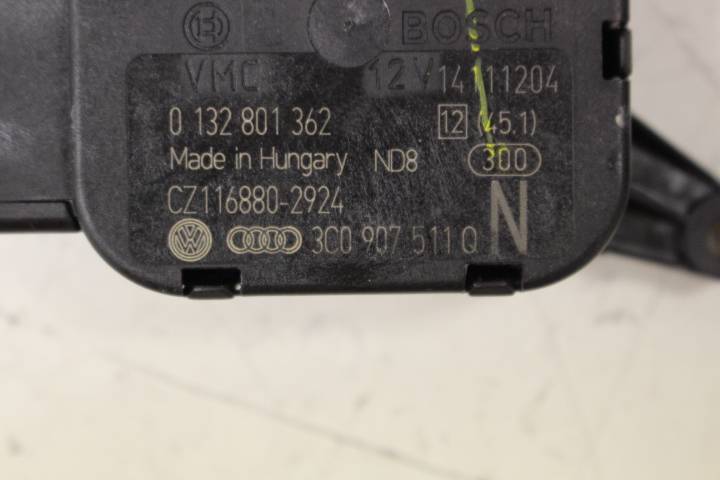 BOSCH
VMC 12V 14111204
0 132 801 362 12 (45.1)
Made in Hungary ND8 300
CZ116880-2924 N
3C0 907 511 Q